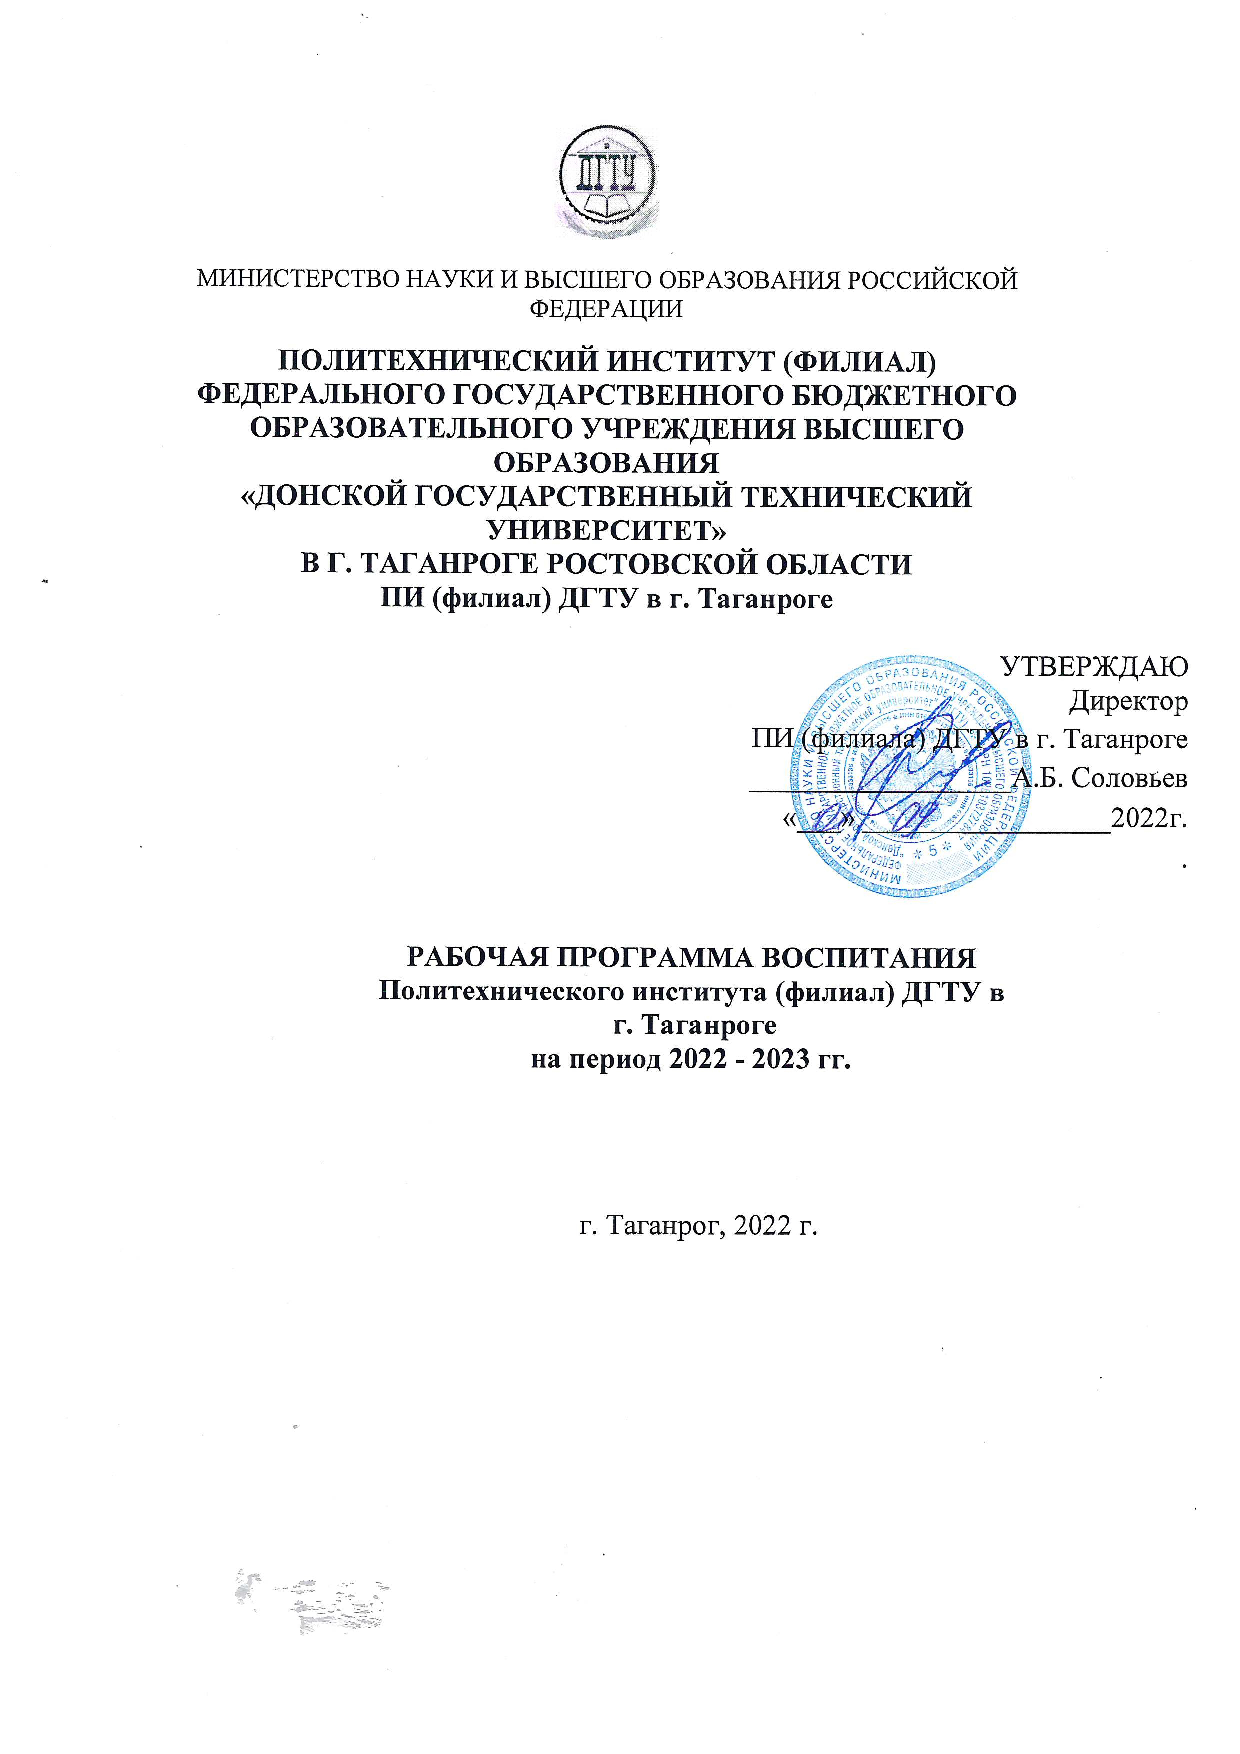 ДГТУ
МИНИСТЕРСТВО НАУКИ И ВЫСШЕГО ОБРАЗОВАНИЯ РОССИЙСКОЙ
ФЕДЕРАЦИИ
ПОЛИТЕХНИЧЕСКИЙ ИНСТИТУТ (ФИЛИАЛ)
ФЕДЕРАЛЬНОГО ГОСУДАРСТВЕННОГО БЮДЖЕТНОГО
ОБРАЗОВАТЕЛЬНОГО УЧРЕЖДЕНИЯ ВЫСШЕГО
ОБРАЗОВАНИЯ
«ДОНСКОЙ ГОСУДАРСТВЕННЫЙ ТЕХНИЧЕСКИЙ
УНИВЕРСИТЕТ»
В Г. ТАГАНРОГЕ РОСТОВСКОЙ ОБЛАСТИ
ПИ (филиал) ДГТУ в г. Таганроге
УТВЕРЖДАЮ
Директор
ПИ (филиала) ДГТУ в г. Таганроге
А.Б. Соловьев
«___» 09 2022г.
.
РАБОЧАЯ ПРОГРАММА ВОСПИТАНИЯ
Политехнического института (филиал) ДГТУ в
г. Таганроге
на период 2022 - 2023 гг.
г. Таганрог, 2022 г.